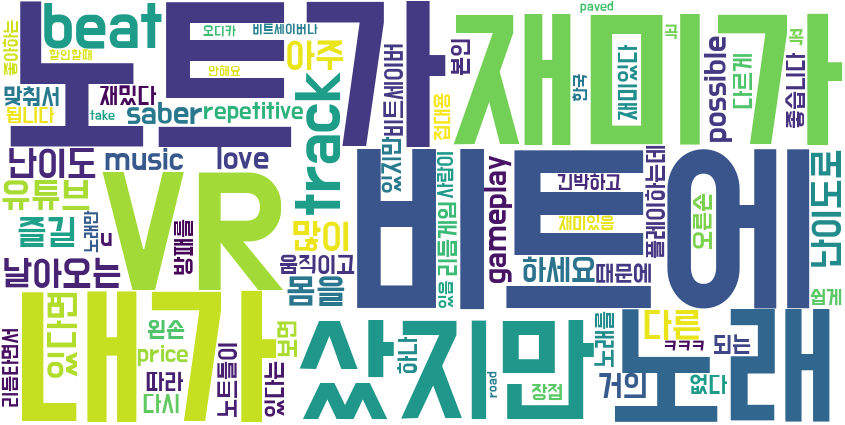 좋아하는
노트가
beat
오디카
비트세이버나
할인할때
아주
안해요
맞춰서
재밌다
됩니다
take
saber
repetitive
track
있지만
비트세이버
접대용
본인
재미가
paved
곡
한국
재미있다
possible
다르게
곡
좋습니다
난이도
music
love
유튜브
즐길
노래만
u
방패를
VR
많이
날아오는
움직이고
몸을
비트에
있음
리듬게임
사람이
gameplay
긴박하고
재미있음
플레이하는데
오른손
난이도로
하세요
때문에
쉽게
내가
있다면
리듬타면서
왼손
price
따라
다시
노트들이
있다는
보면
쌌지만
하나
road
장점
노래를
다른
ㅋㅋㅋ
되는
거의
없다
노래